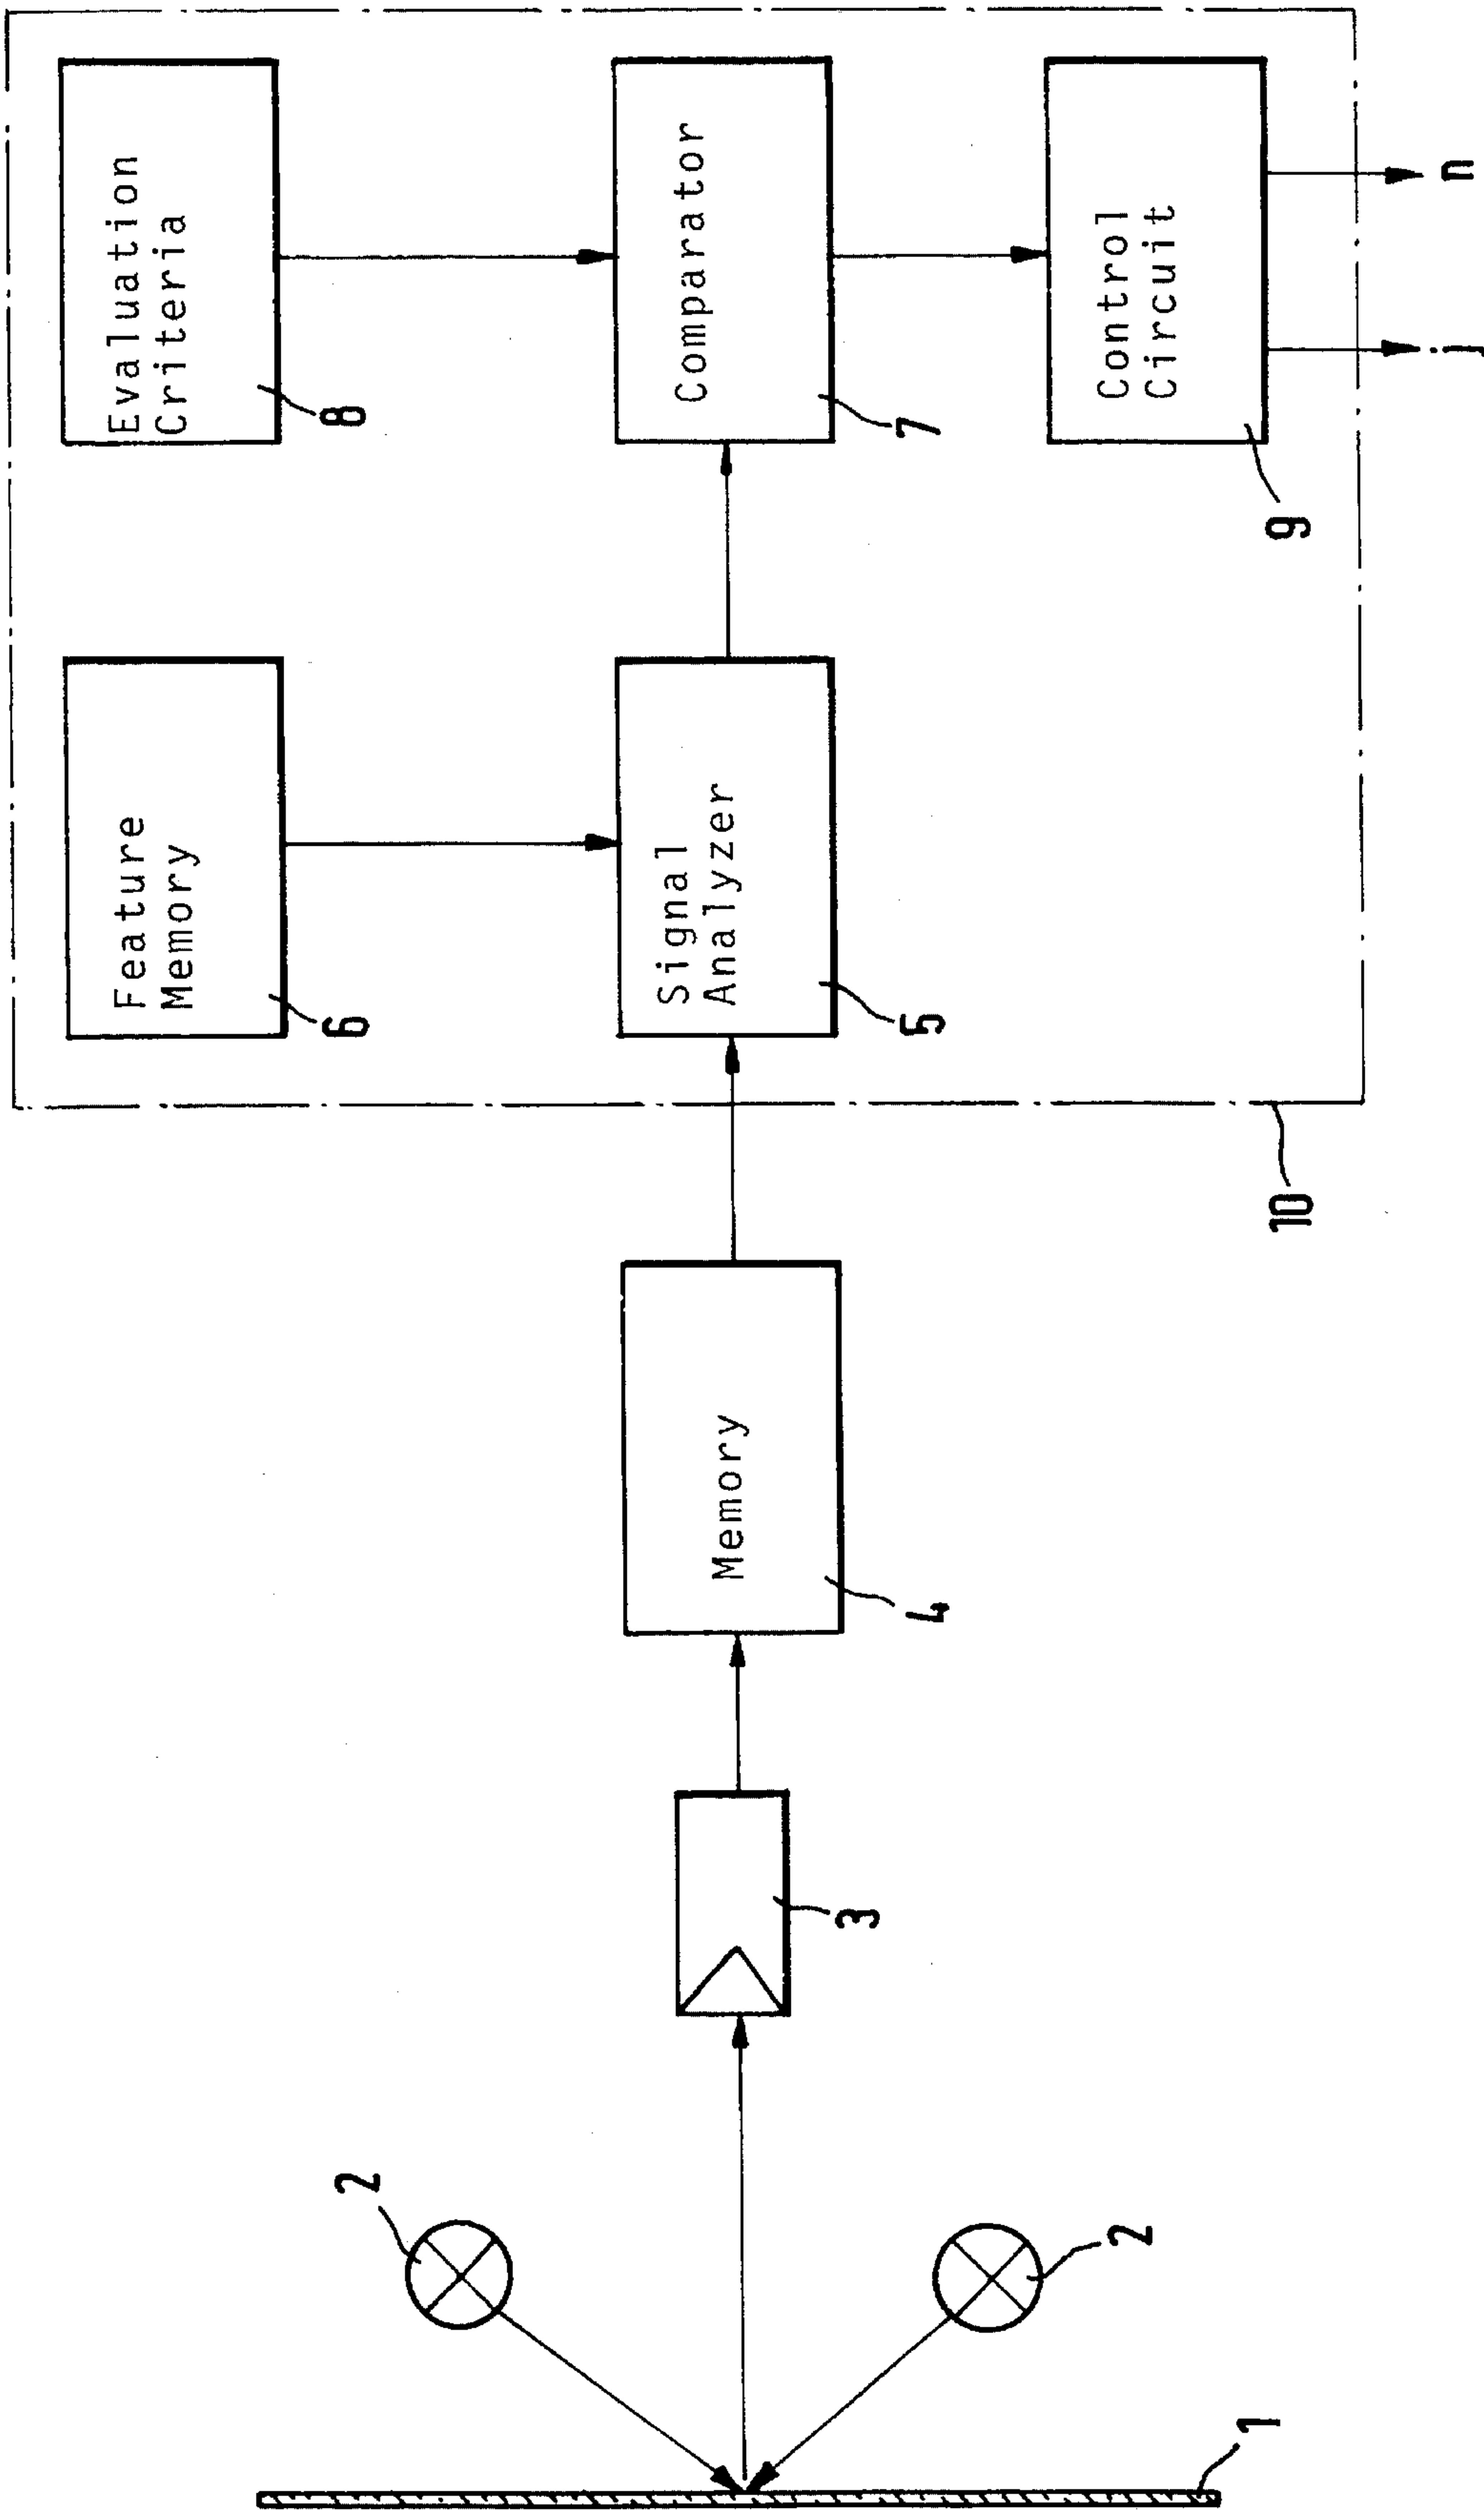 Evaluation
Criteria
8
Comparator
7
Control
Circuit
9
n
j
Feature
Memory
6
Signal
Analyzer
5
10
Memory
4
3
2
2
1